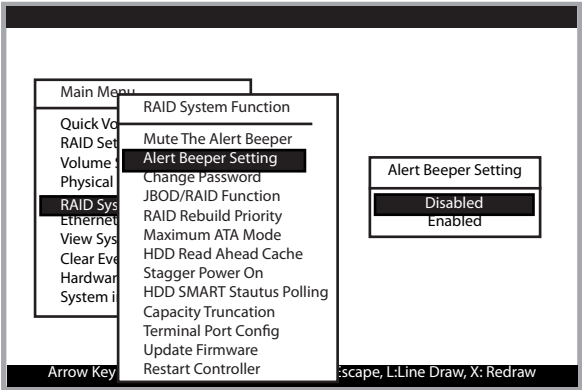 Main Menu
Quick Vo
RAID Set
Volume S
Physical
RAID Sys
Ethernet
View Sys
Clear Eve
Hardwar
System i
RAID System Function
Mute The Alert Beeper
Alert Beeper Setting
Change Password
JBOD/RAID Function
RAID Rebuild Priority
Maximum ATA Mode
HDD Read Ahead Cache
Stagger Power On
HDD SMART Stautus Polling
Capacity Truncation
Terminal Port Config
Update Firmware
Restart Controller
Alert Beeper Setting
Disabled
Enabled
Arrow Key
Escape, L:Line Draw, X: Redraw